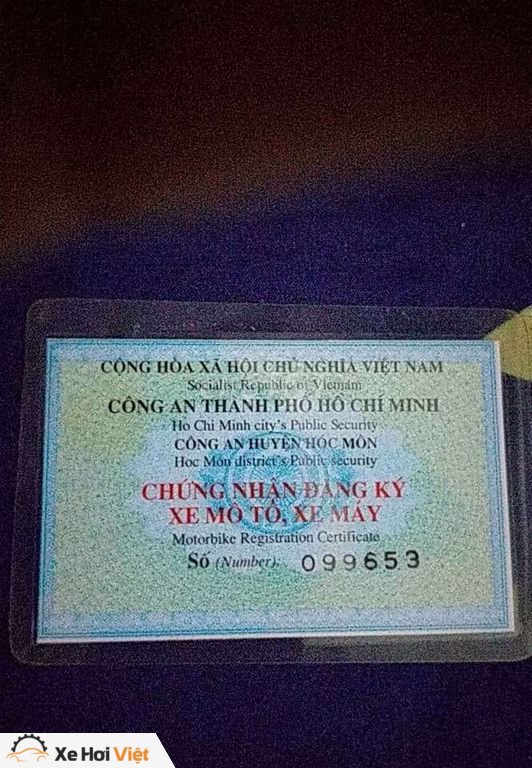 CỘNG HÒA XÃ HỘI CHỦ NGHĨA VIỆT NAM
Socialist Republic of Vietnam
CÔNG AN THÀNH PHỐ HỒ CHÍ MINH
Ho Chi Minh city's Public Security
CÔNG AN HUYỆN HÓC MÔN
Hoc Mon district's Public security
CHỨNG NHẬN ĐĂNG KÝ
XE MÔ TÔ, XE MÁY
Motorbike Registration Certificate
Số (Number): 099653
Xe Hơi Việt